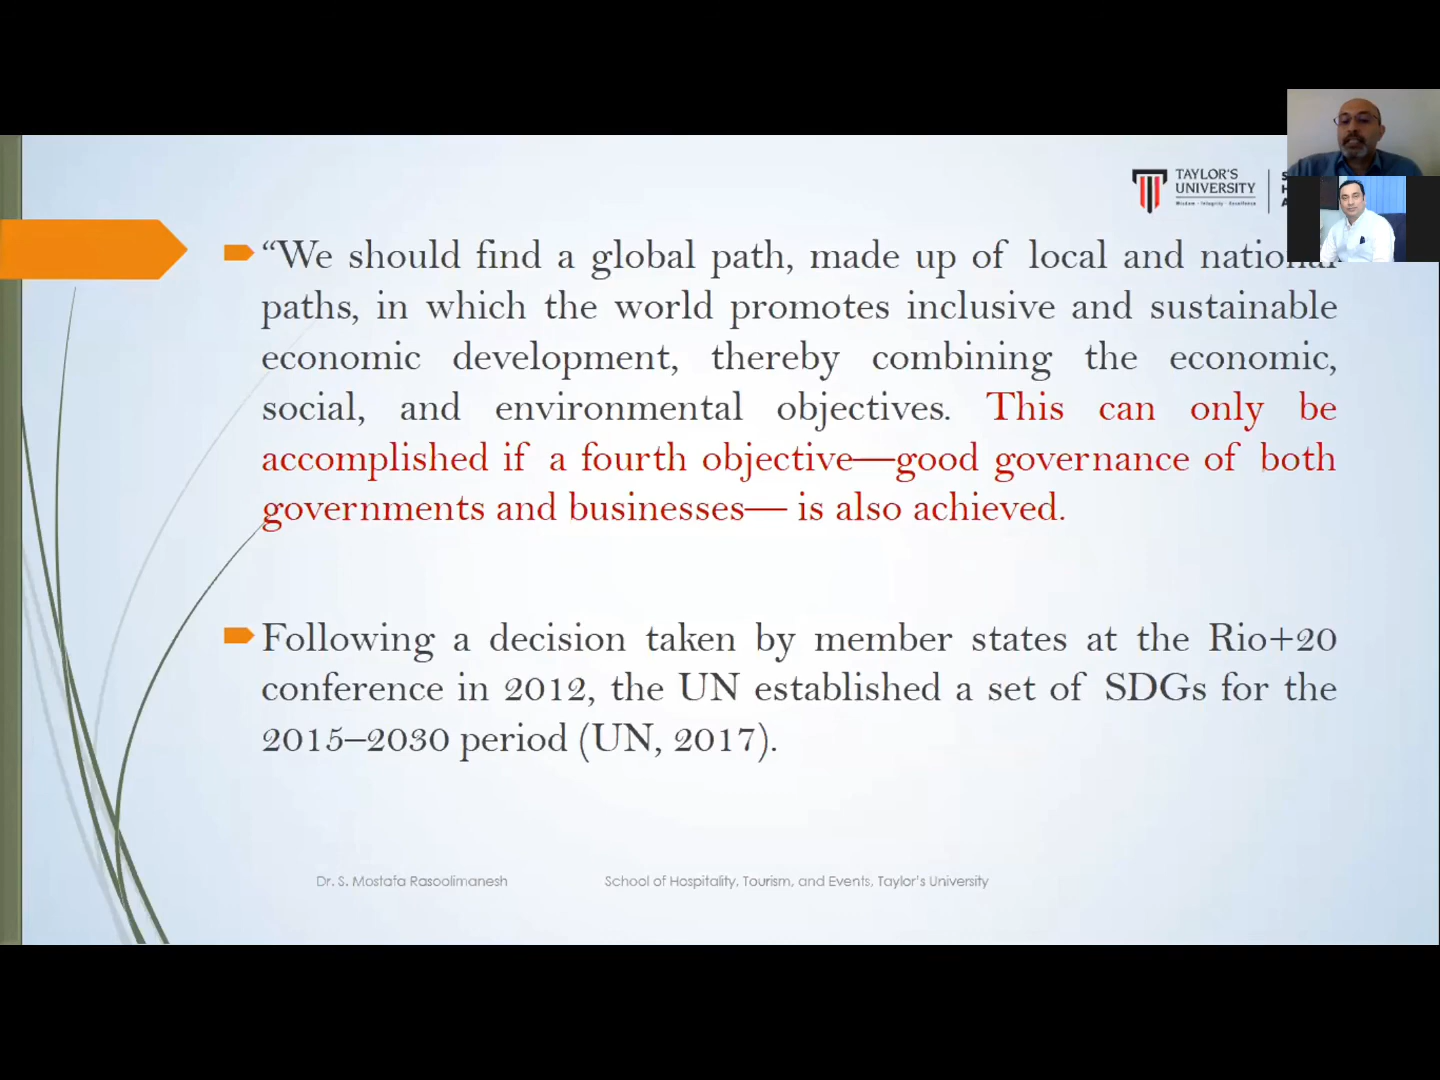 TAYLOR'S
UNIVERSITY
Wisdom · Integrity · Excellence
“We should find a global path, made up of local and national
paths, in which the world promotes inclusive and sustainable
economic development, thereby combining the economic,
social, and environmental objectives. This can only be
accomplished if a fourth objective—good governance of both
governments and businesses— is also achieved.
Following a decision taken by member states at the Rio+20
conference in 2012, the UN established a set of SDGs for the
2015–2030 period (UN, 2017).
Dr. S. Mostafa Rasoolimanesh School of Hospitality, Tourism, and Events, Taylor's University